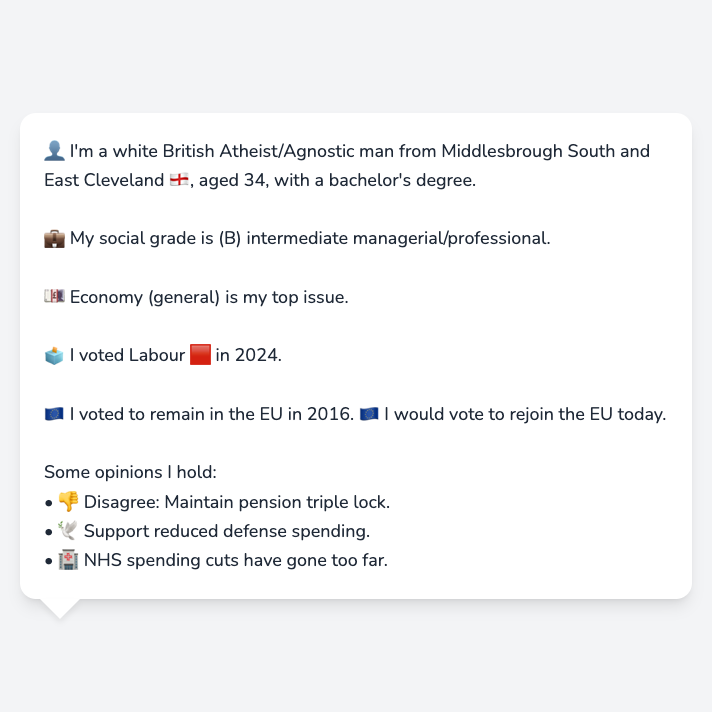 👤 I'm a white British Atheist/Agnostic man from Middlesbrough South and
East Cleveland 🏴󠁧󠁢󠁥󠁮󠁧󠁿, aged 34, with a bachelor's degree.
💼 My social grade is (B) intermediate managerial/professional.
💷 Economy (general) is my top issue.
🗳️ I voted Labour 🟥 in 2024.
🇪🇺 I voted to remain in the EU in 2016. 🇪🇺 I would vote to rejoin the EU today.
Some opinions I hold:
• 👎 Disagree: Maintain pension triple lock.
• 🕊️ Support reduced defense spending.
• 🏥 NHS spending cuts have gone too far.